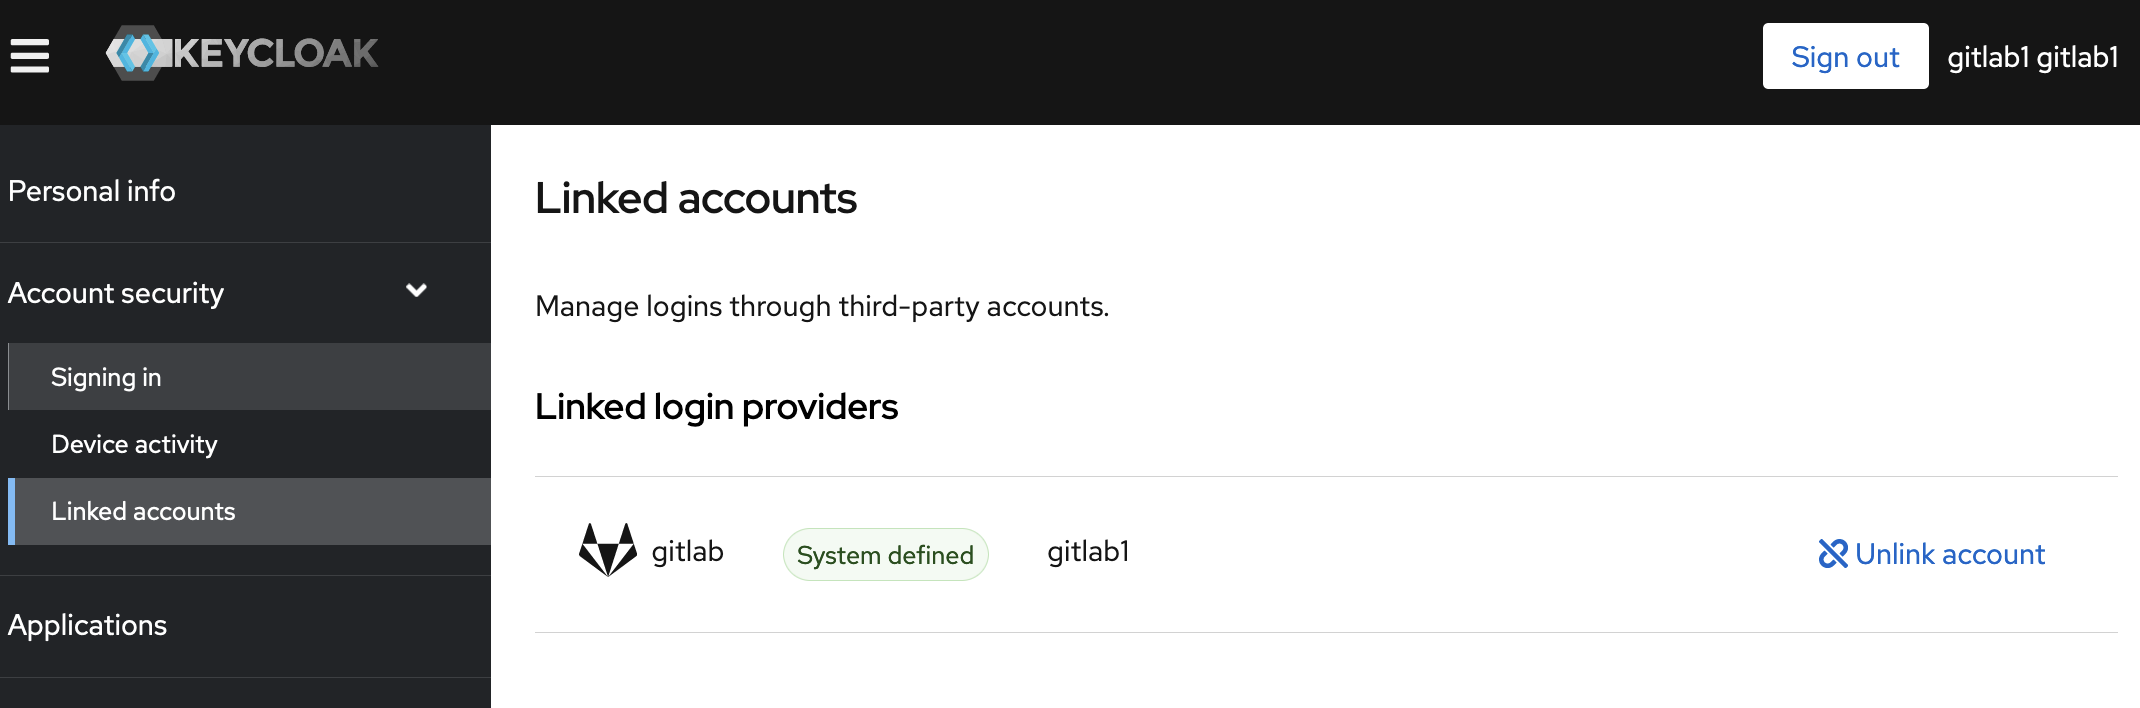 KEYCLOAK
Sign out
gitlab1 gitlab1
Personal info
Account security
Signing in
Device activity
Linked accounts
Applications
Linked accounts
Manage logins through third-party accounts.
Linked login providers
gitlab System defined gitlab1 Unlink account